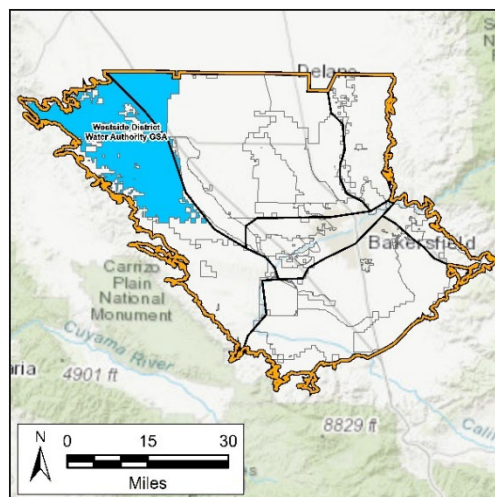 Delano
Westside District
Water Authority GSA
Bakersfield
Carrizo
Plain
National
Monument
Cuyama River
4901 ft
8829 ft
N
0 15 30
Miles